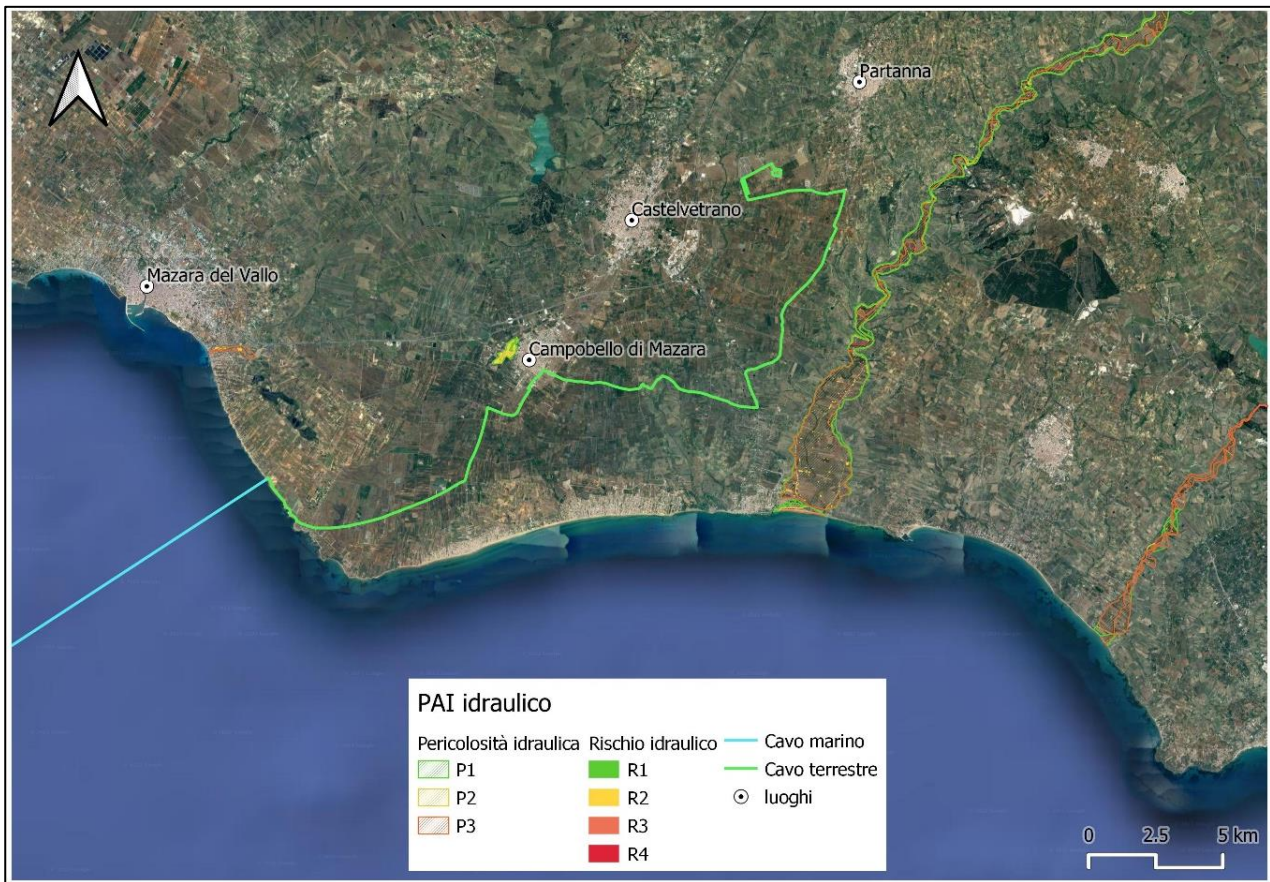 Partanna
Castelvetrano
Mazara del Vallo
Campobello di Mazara
PAI idraulico
Pericolosità idraulica
P1
P2
P3
Rischio idraulico
R1
R2
R3
R4
Cavo marino
Cavo terrestre
luoghi
0 2.5 5 km